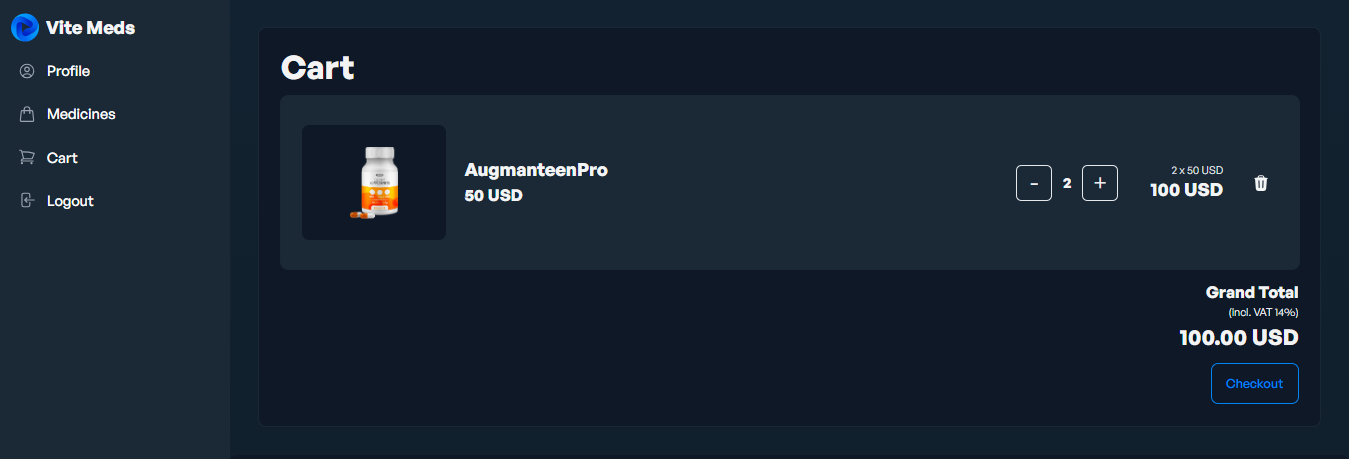 Vite Meds
Profile
Medicines
Cart
Logout
Cart
AugmanteenPro
50 USD
- 2 +
2 x 50 USD
100 USD
Grand Total
(Incl. VAT 14%)
100.00 USD
Checkout